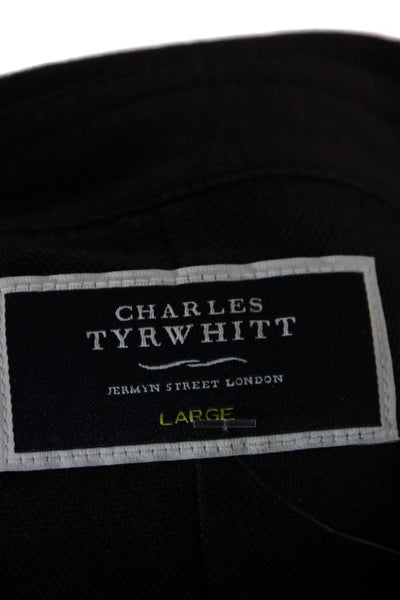 CHARLES
TYRWHITT
JERMYN STREET LONDON
LARGE